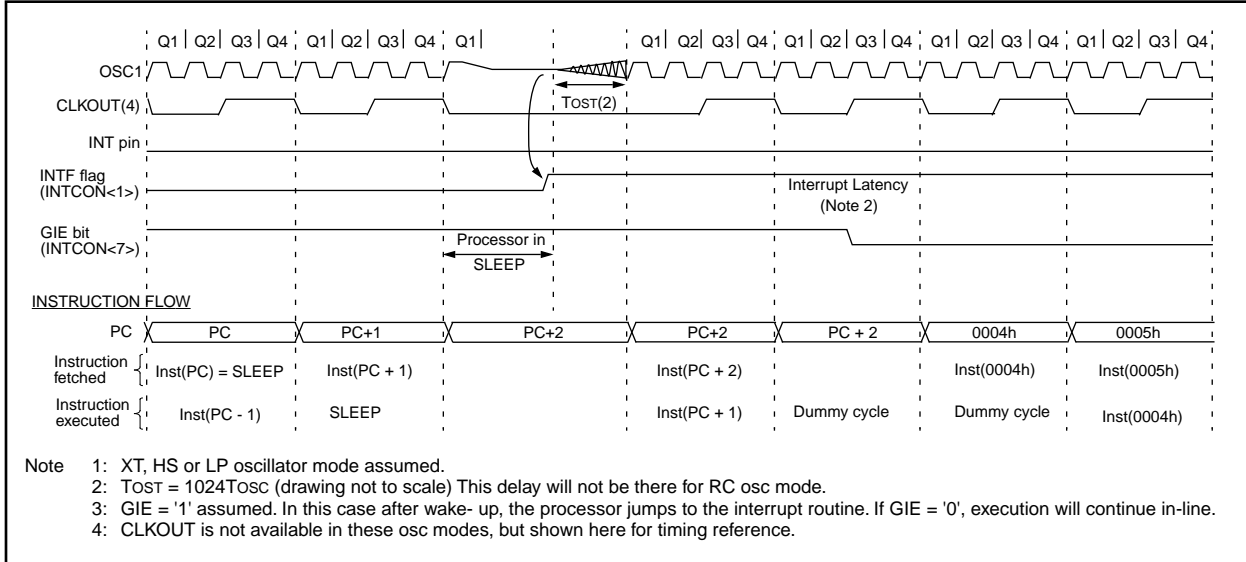 Q1 Q2 Q3 Q4 Q1 Q2 Q3 Q4 Q1 Q1 Q2 Q3 Q4 Q1 Q2 Q3 Q4 Q1 Q2 Q3 Q4 Q1 Q2 Q3 Q4
OSC1
TOST(2)
CLKOUT(4)
INT pin
INTF flag
(INTCON<1>)
Interrupt Latency
(Note 2)
GIE bit
(INTCON<7>)
Processor in
SLEEP
INSTRUCTION FLOW
PC PC PC+1 PC+2 PC+2 PC + 2 0004h 0005h
Instruction
fetched
Inst(PC) = SLEEP Inst(PC + 1) Inst(PC + 2) Inst(0004h) Inst(0005h)
Instruction
executed
Inst(PC - 1) SLEEP Inst(PC + 1) Dummy cycle Dummy cycle Inst(0004h)
Note 1: XT, HS or LP oscillator mode assumed.
2: TOST = 1024TOSC (drawing not to scale) This delay will not be there for RC osc mode.
3: GIE = '1' assumed. In this case after wake- up, the processor jumps to the interrupt routine. If GIE = '0', execution will continue in-line.
4: CLKOUT is not available in these osc modes, but shown here for timing reference.